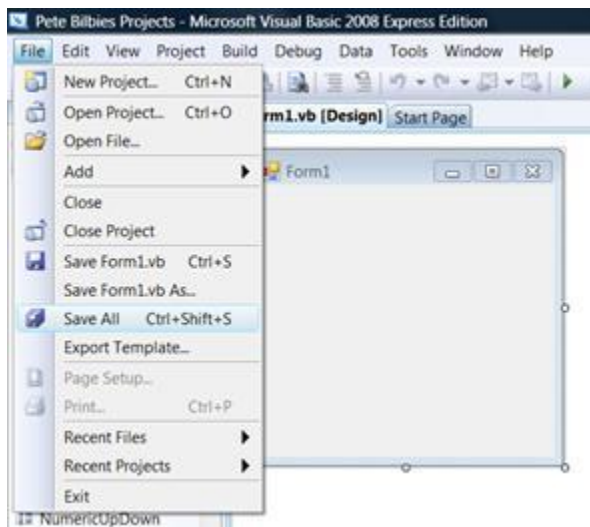 Pete Bilbies Projects - Microsoft Visual Basic 2008 Express Edition
File Edit View Project Build Debug Data Tools Window Help
New Project... Ctrl+N
Open Project... Ctrl+O
rm1.vb [Design] Start Page
Open File...
Add
Form1
Close
Close Project
Save Form1.vb Ctrl+S
Save Form1.vb As...
Save All Ctrl+Shift+S
Export Template...
Page Setup...
Print... Ctrl+P
Recent Files
Recent Projects
Exit
NumericUpDown